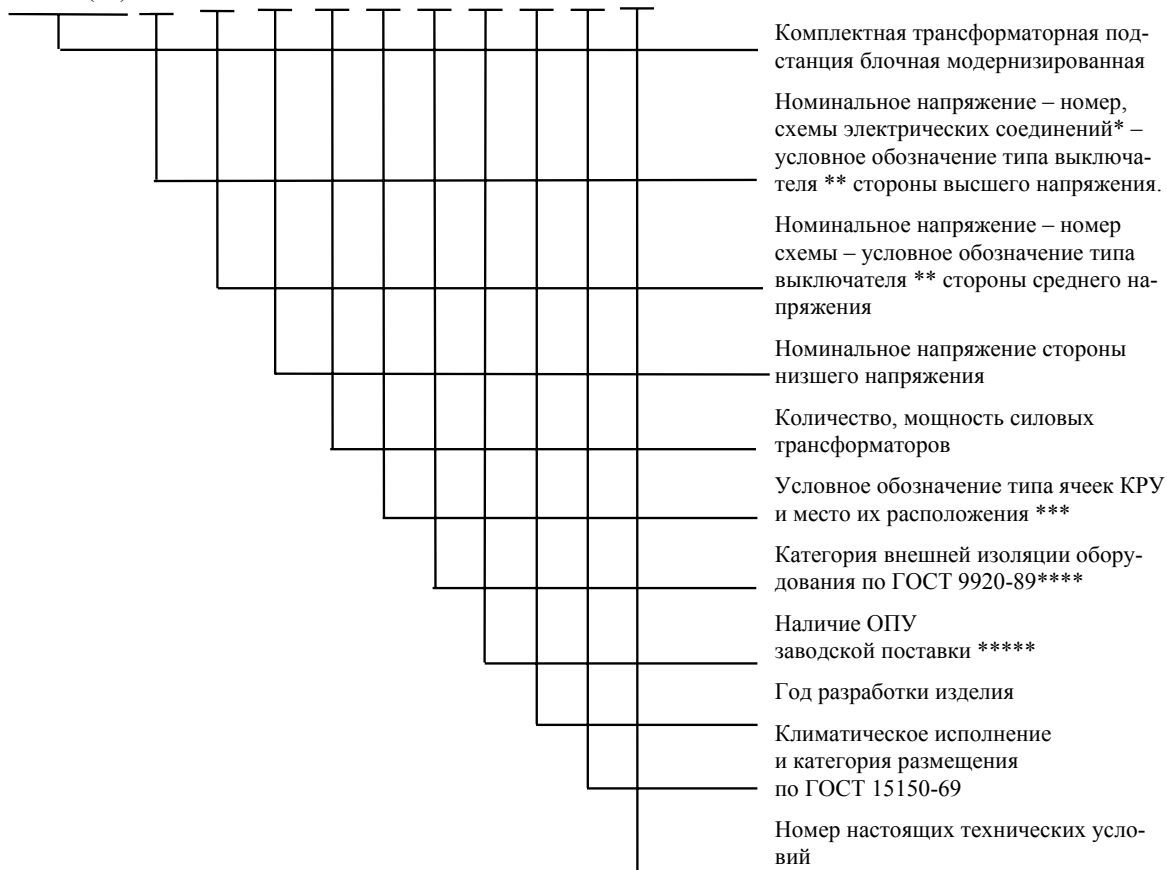 Комплектная трансформаторная под-
станция блочная модернизированная
Номинальное напряжение – номер,
схемы электрических соединений* –
условное обозначение типа выключа-
теля ** стороны высшего напряжения.
Номинальное напряжение – номер
схемы – условное обозначение типа
выключателя ** стороны среднего на-
пряжения
Номинальное напряжение стороны
низшего напряжения
Количество, мощность силовых
трансформаторов
Условное обозначение типа ячеек КРУ
и место их расположения ***
Категория внешней изоляции обору-
дования по ГОСТ 9920-89****
Наличие ОПУ
заводской поставки *****
Год разработки изделия
Климатическое исполнение
и категория размещения
по ГОСТ 15150-69
Номер настоящих технических усло-
вий